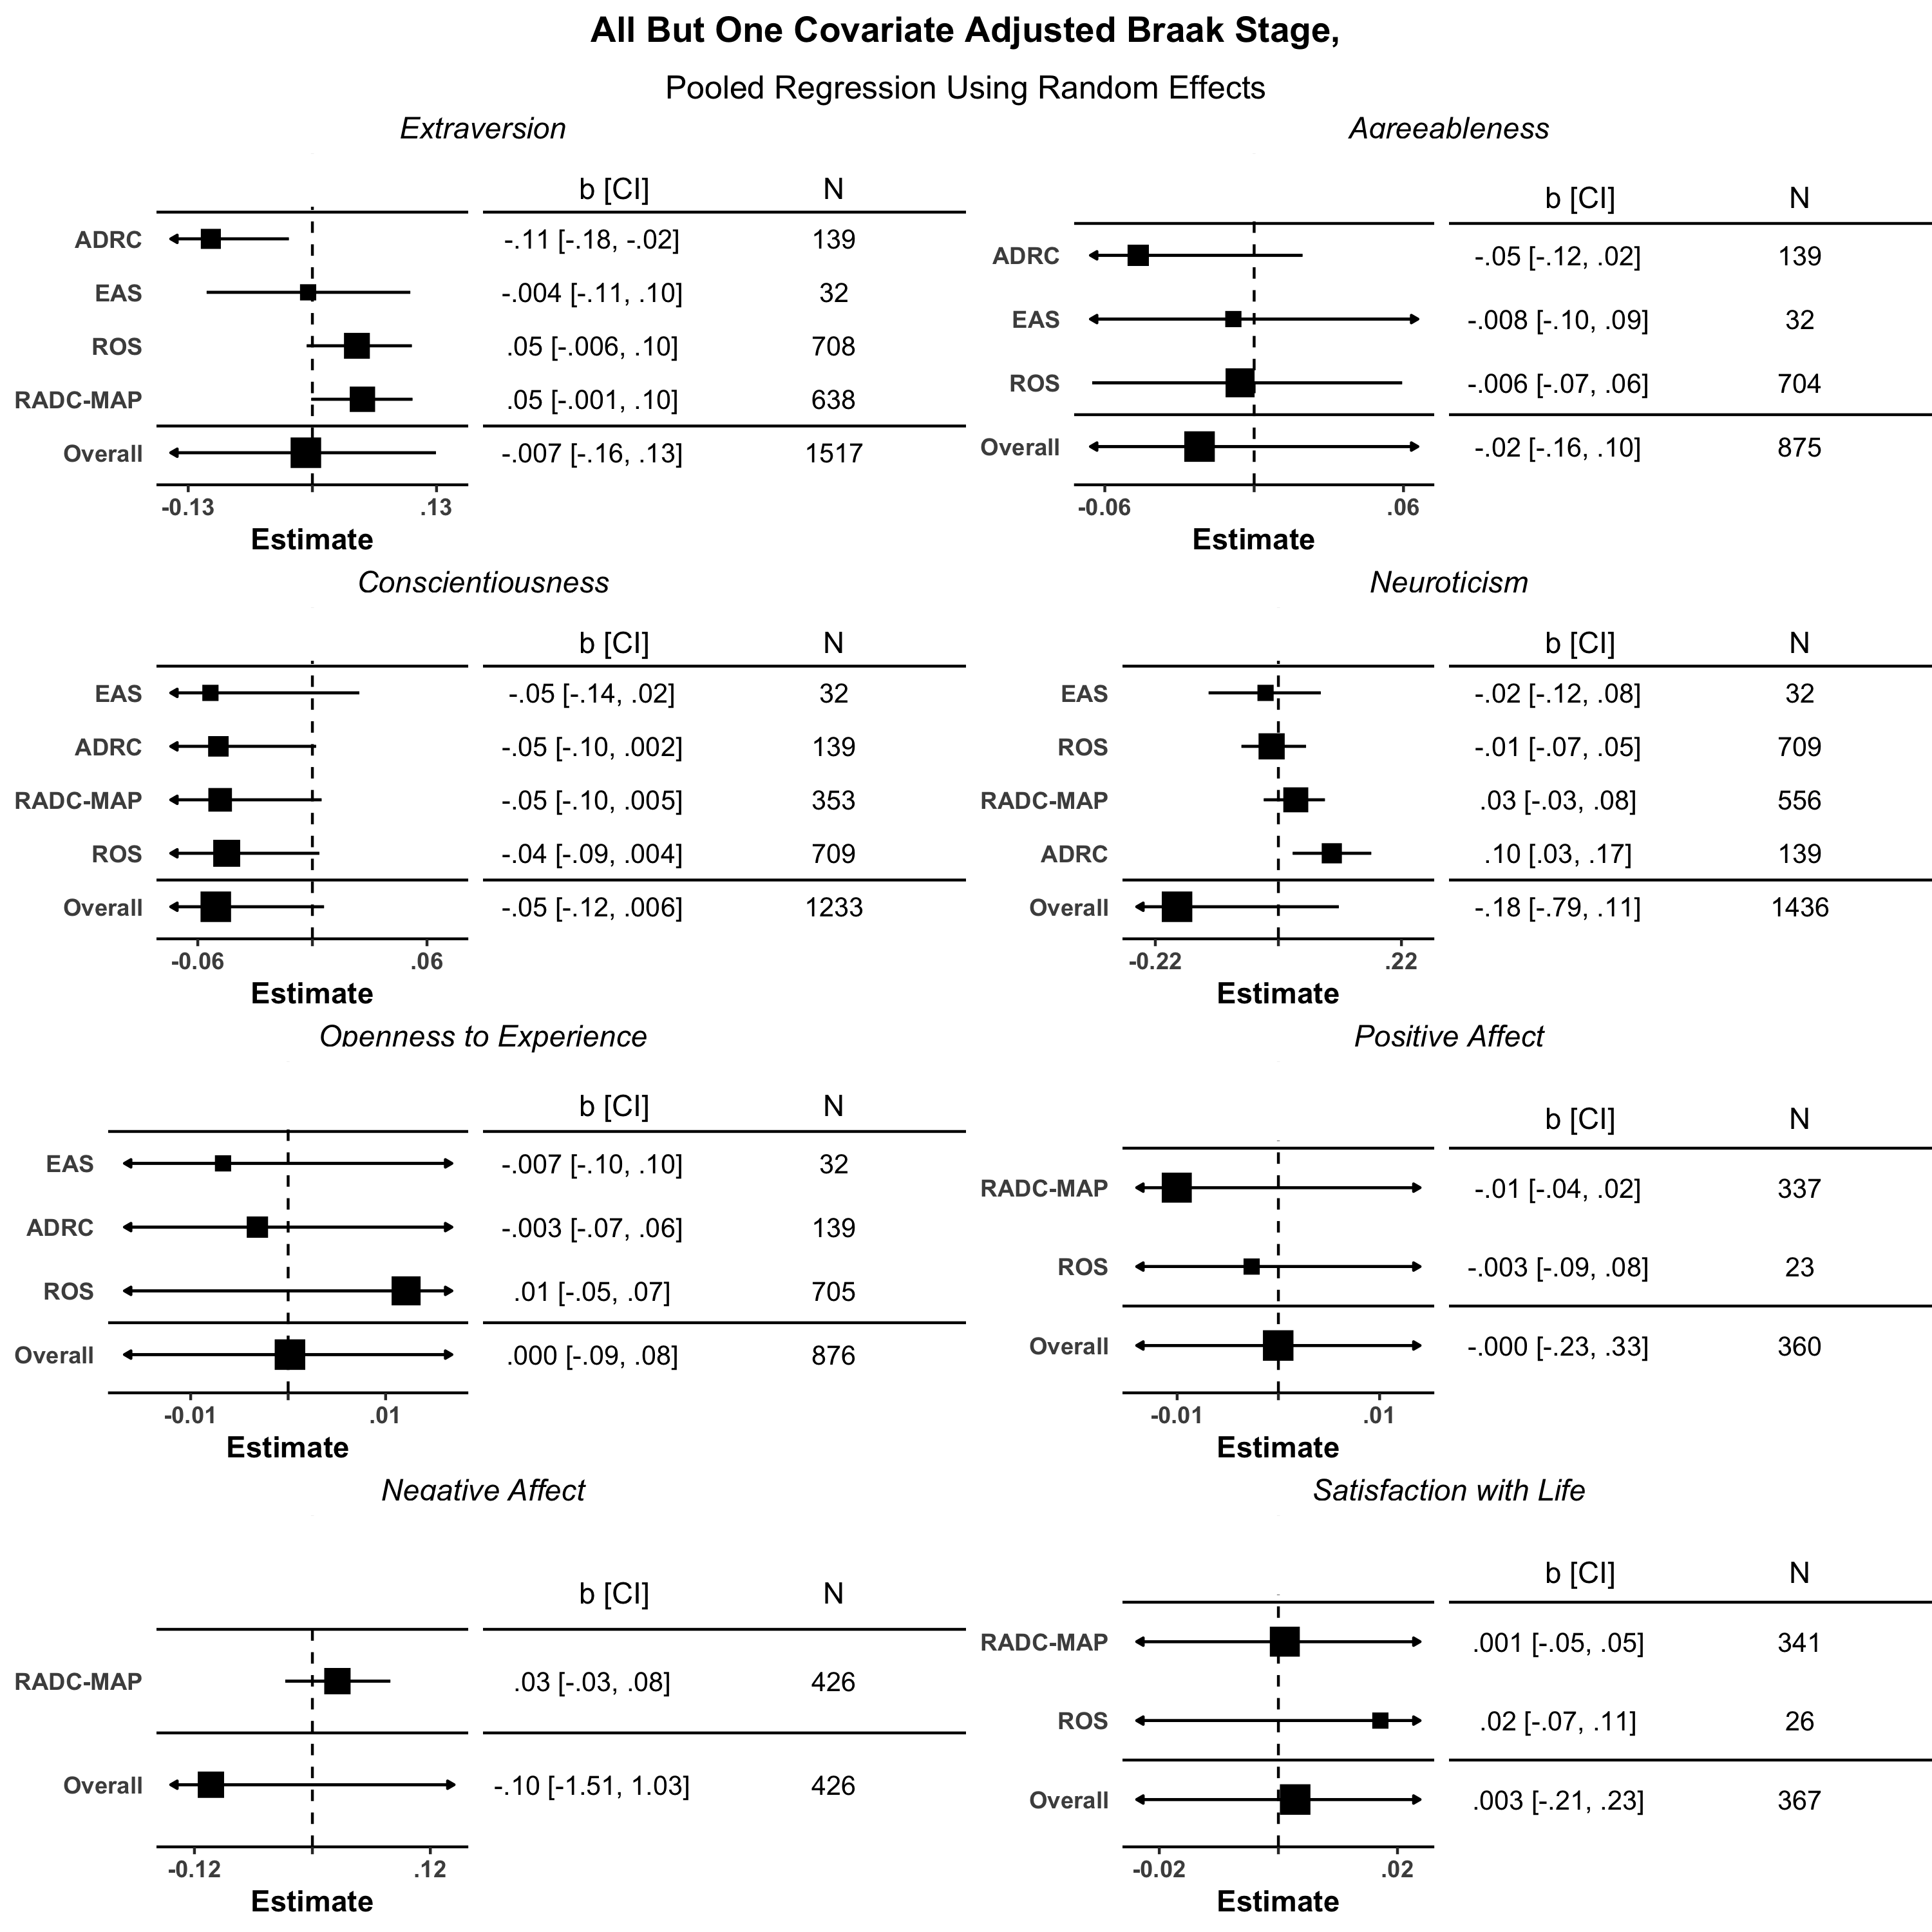 All But One Covariate Adjusted Braak Stage,
Pooled Regression Using Random Effects
Extraversion
b [CI] N
ADRC -.11 [-.18, -.02] 139
EAS -.004 [-.11, .10] 32
ROS .05 [-.006, .10] 708
RADC-MAP .05 [-.001, .10] 638
Overall -.007 [-.16, .13] 1517
-0.13 .13
Estimate
Agreeableness
b [CI] N
ADRC -.05 [-.12, .02] 139
EAS -.008 [-.10, .09] 32
ROS -.006 [-.07, .06] 704
Overall -.02 [-.16, .10] 875
-0.06 .06
Estimate
Conscientiousness
b [CI] N
EAS -.05 [-.14, .02] 32
ADRC -.05 [-.10, .002] 139
RADC-MAP -.05 [-.10, .005] 353
ROS -.04 [-.09, .004] 709
Overall -.05 [-.12, .006] 1233
-0.06 .06
Estimate
Neuroticism
b [CI] N
EAS -.02 [-.12, .08] 32
ROS -.01 [-.07, .05] 709
RADC-MAP .03 [-.03, .08] 556
ADRC .10 [.03, .17] 139
Overall -.18 [-.79, .11] 1436
-0.22 .22
Estimate
Openness to Experience
b [CI] N
EAS -.007 [-.10, .10] 32
ADRC -.003 [-.07, .06] 139
ROS .01 [-.05, .07] 705
Overall .000 [-.09, .08] 876
-0.01 .01
Estimate
Positive Affect
b [CI] N
RADC-MAP -.01 [-.04, .02] 337
ROS -.003 [-.09, .08] 23
Overall -.000 [-.23, .33] 360
-0.01 .01
Estimate
Negative Affect
b [CI] N
RADC-MAP .03 [-.03, .08] 426
Overall -.10 [-1.51, 1.03] 426
-0.12 .12
Estimate
Satisfaction with Life
b [CI] N
RADC-MAP .001 [-.05, .05] 341
ROS .02 [-.07, .11] 26
Overall .003 [-.21, .23] 367
-0.02 .02
Estimate